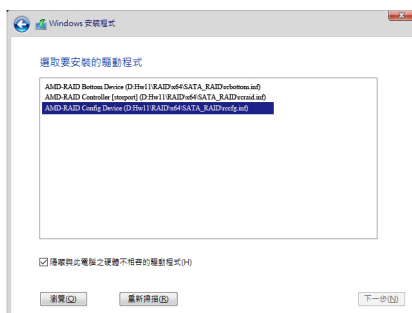 Windows 安裝程式
選取要安裝的驅動程式
AMD-RAID Bottom Device (D:\Hw11\RAID\x64\SATA_RAID\rcbottom.inf)
AMD-RAID Controller [storport] (D:\Hw11\RAID\x64\SATA_RAID\rcraid.inf)
AMD-RAID Config Device (D:\Hw11\RAID\x64\SATA_RAID\rccfg.inf)
隱藏與此電腦之硬體不相容的驅動程式(H)
瀏覽(O) 重新掃描(R) 下一步(N)